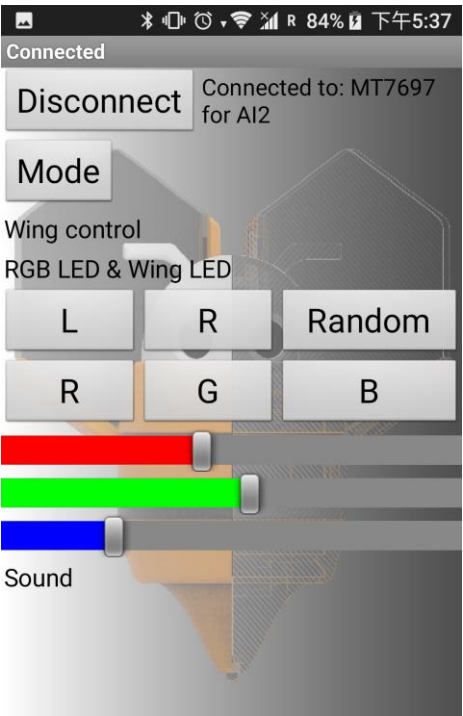 R 84% 下午5:37
Connected
Disconnect Connected to: MT7697
for AI2
Mode
Wing control
RGB LED & Wing LED
L R Random
R G B
Sound